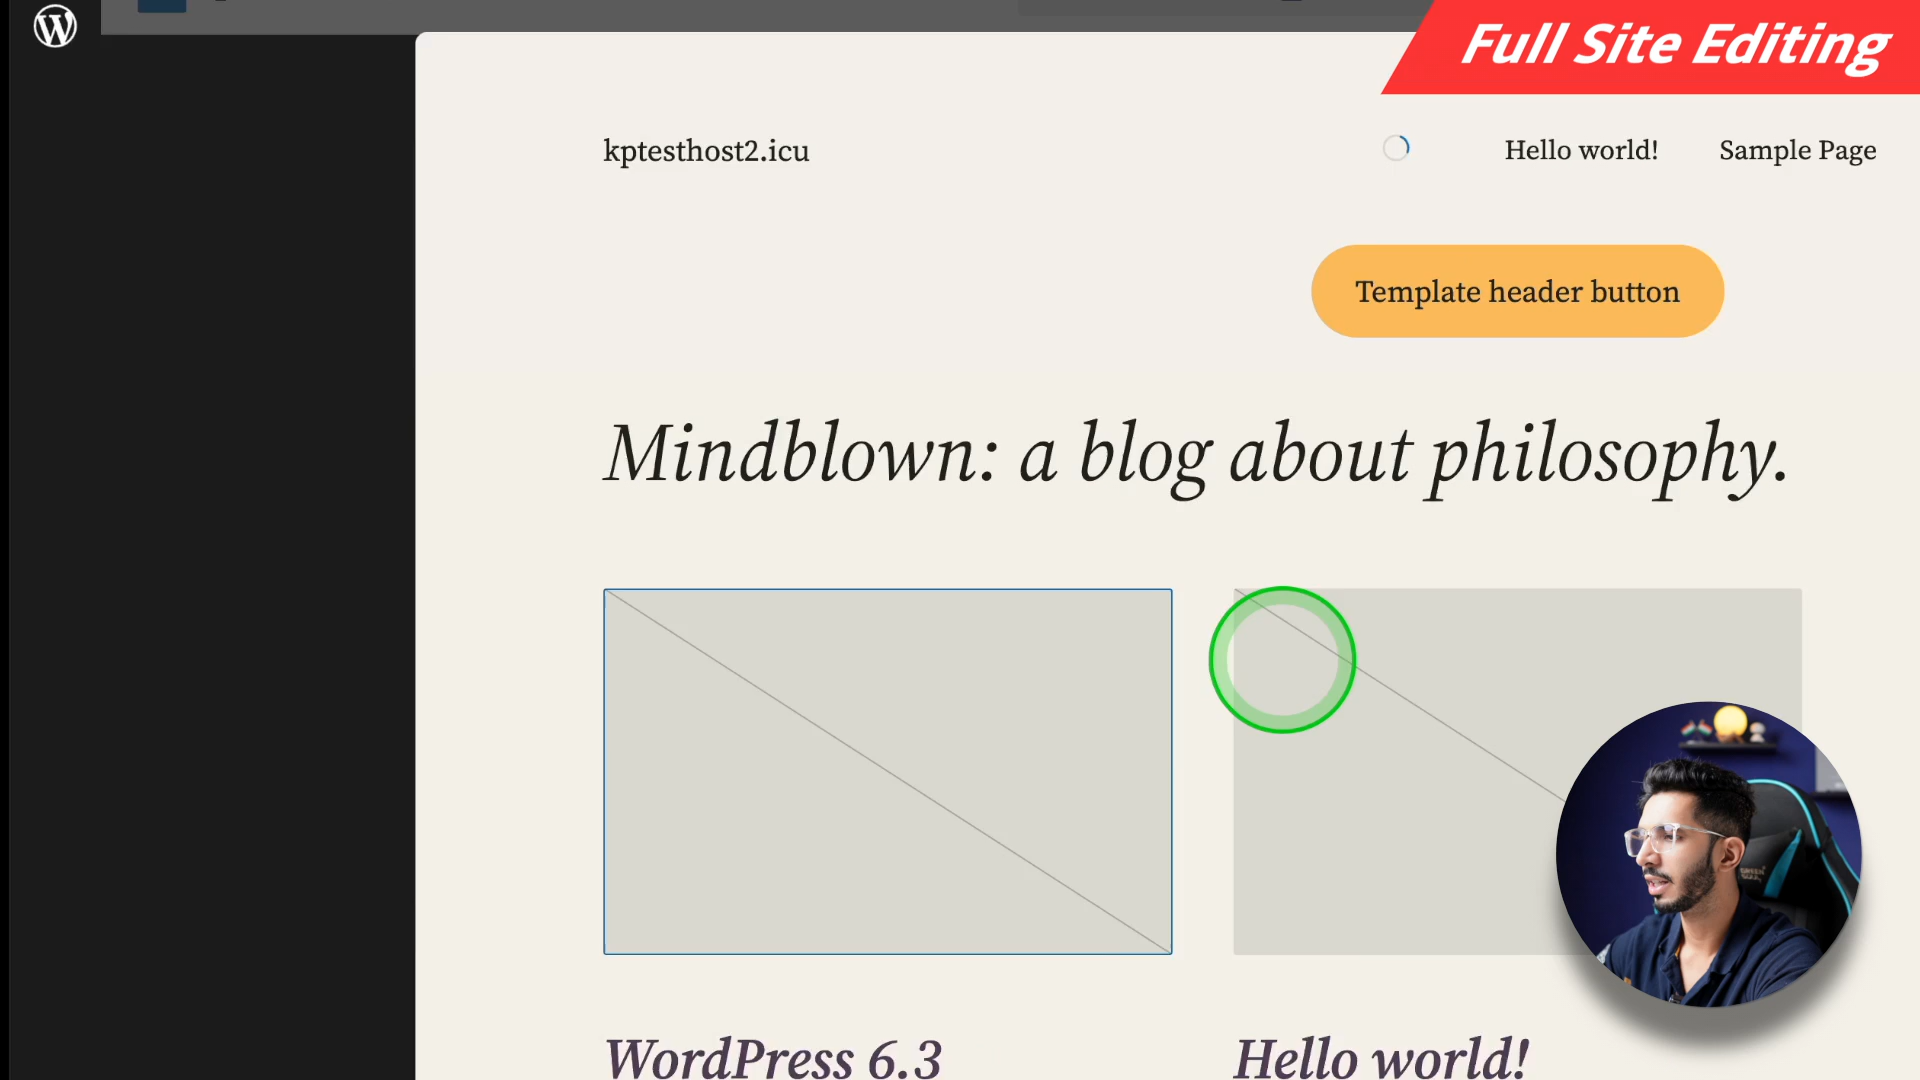 Full Site Editing
kptesthost2.icu
Hello world!
Sample Page
Template header button
Mindblown: a blog about philosophy.
WordPress 6.3
Hello world!